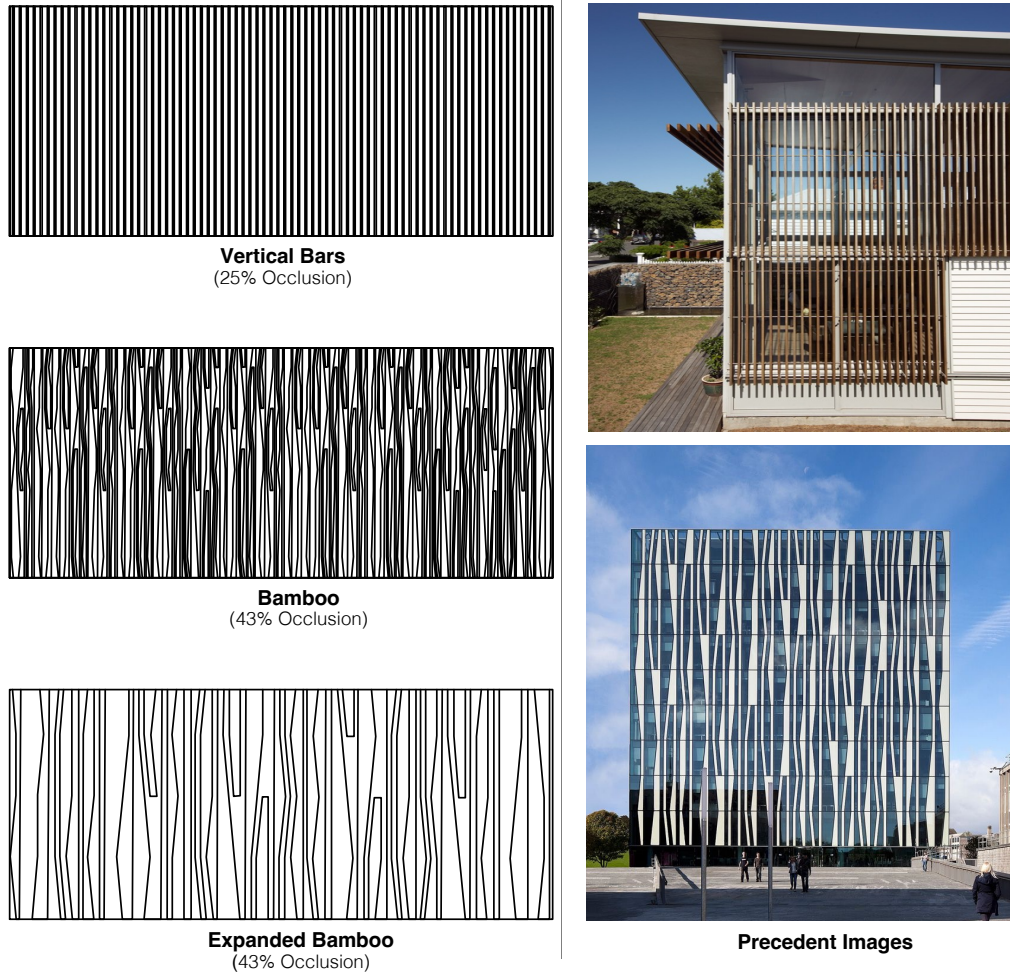 Vertical Bars
(25% Occlusion)
Bamboo
(43% Occlusion)
Expanded Bamboo
(43% Occlusion)
Precedent Images